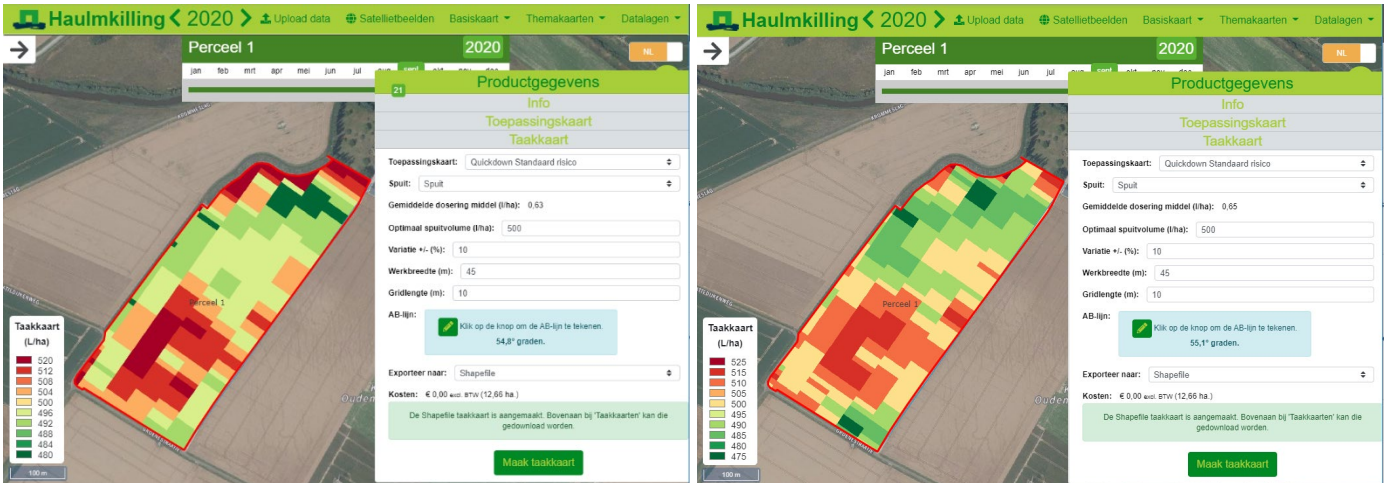 Haulmkilling
2020
Upload data
Satellietbeelden
Basiskaart
Themakaarten
Datalagen
Perceel 1
2020
NL
jan feb mrt apr mei jun jul sept
21
Productgegevens
Info
Toepassingskaart
Taakkaart
Toepassingskaart: Quickdown Standaard risico
Spuit: Spuit
Gemiddelde dosering middel (l/ha): 0,63
Optimaal spuitvolume (l/ha): 500
Variatie +/- (%): 10
Werkbreedte (m): 45
Gridlengte (m): 10
AB-lijn:
Klik op de knop om de AB-lijn te tekenen.
54,8° graden.
Exporteer naar: Shapefile
Kosten: € 0,00 excl. BTW (12,66 ha.)
De Shapefile taakkaart is aangemaakt. Bovenaan bij 'Taakkaarten' kan die
gedownload worden.
Maak taakkaart
Perceel 1
Taakkaart
(L/ha)
520
512
508
504
500
496
492
488
484
480
100 m
Haulmkilling
2020
Upload data
Satellietbeelden
Basiskaart
Themakaarten
Datalagen
Perceel 1
2020
NL
jan feb mrt apr mei jun jul sept
Productgegevens
Info
Toepassingskaart
Taakkaart
Toepassingskaart: Quickdown Standaard risico
Spuit: Spuit
Gemiddelde dosering middel (l/ha): 0,65
Optimaal spuitvolume (l/ha): 500
Variatie +/- (%): 10
Werkbreedte (m): 45
Gridlengte (m): 10
AB-lijn:
Klik op de knop om de AB-lijn te tekenen.
55,1° graden.
Exporteer naar: Shapefile
Kosten: € 0,00 excl. BTW (12,66 ha.)
De Shapefile taakkaart is aangemaakt. Bovenaan bij 'Taakkaarten' kan die
gedownload worden.
Maak taakkaart
Perceel 1
Taakkaart
(L/ha)
525
515
510
505
500
495
490
485
480
475
100 m